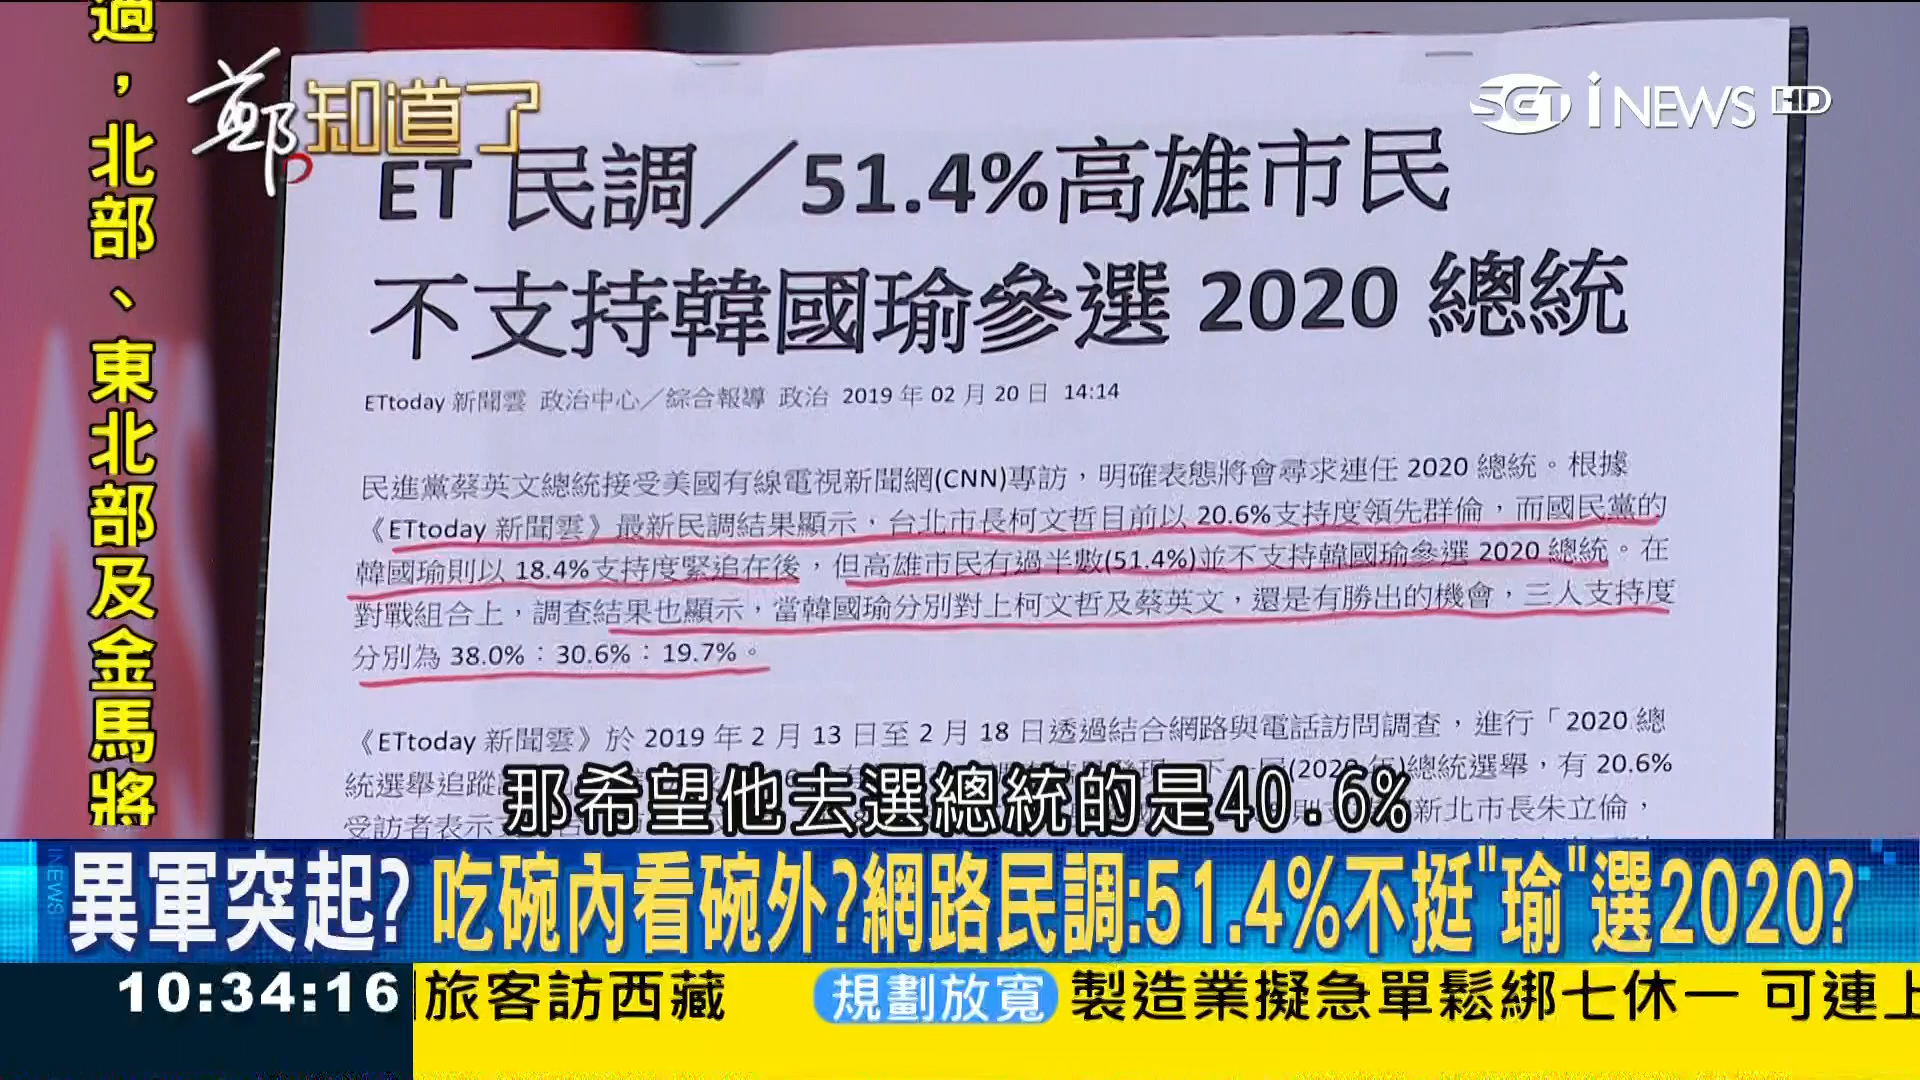 過，北部、東北部及金馬將
鄭知道了
SETiNEWS HD
ET 民調／51.4%高雄市民
不支持韓國瑜參選 2020 總統
ETtoday 新聞雲 政治中心／綜合報導 政治 2019 年 02 月 20 日 14:14
民進黨蔡英文總統接受美國有線電視新聞網(CNN)專訪，明確表態將會尋求連任 2020 總統。根據
《ETtoday 新聞雲》最新民調結果顯示，台北市長柯文哲目前以 20.6%支持度領先群倫，而國民黨的
韓國瑜則以 18.4%支持度緊追在後，但高雄市民有過半數(51.4%)並不支持韓國瑜參選 2020 總統。在
對戰組合上，調查結果也顯示，當韓國瑜分別對上柯文哲及蔡英文，還是有勝出的機會，三人支持度
分別為 38.0%：30.6%：19.7%。
《ETtoday 新聞雲》於 2019 年 2 月 13 日至 2 月 18 日透過結合網路與電話訪問調查，進行「2020 總
統選舉追蹤 總統選舉，有 20.6%
受訪者表示 新北市長朱立倫，
那希望他去選總統的是40.6%
iNEWS
異軍突起? 吃碗內看碗外?網路民調:51.4%不挺"瑜"選2020?
10:34:16 旅客訪西藏 規劃放寬 製造業擬急單鬆綁七休一 可連上